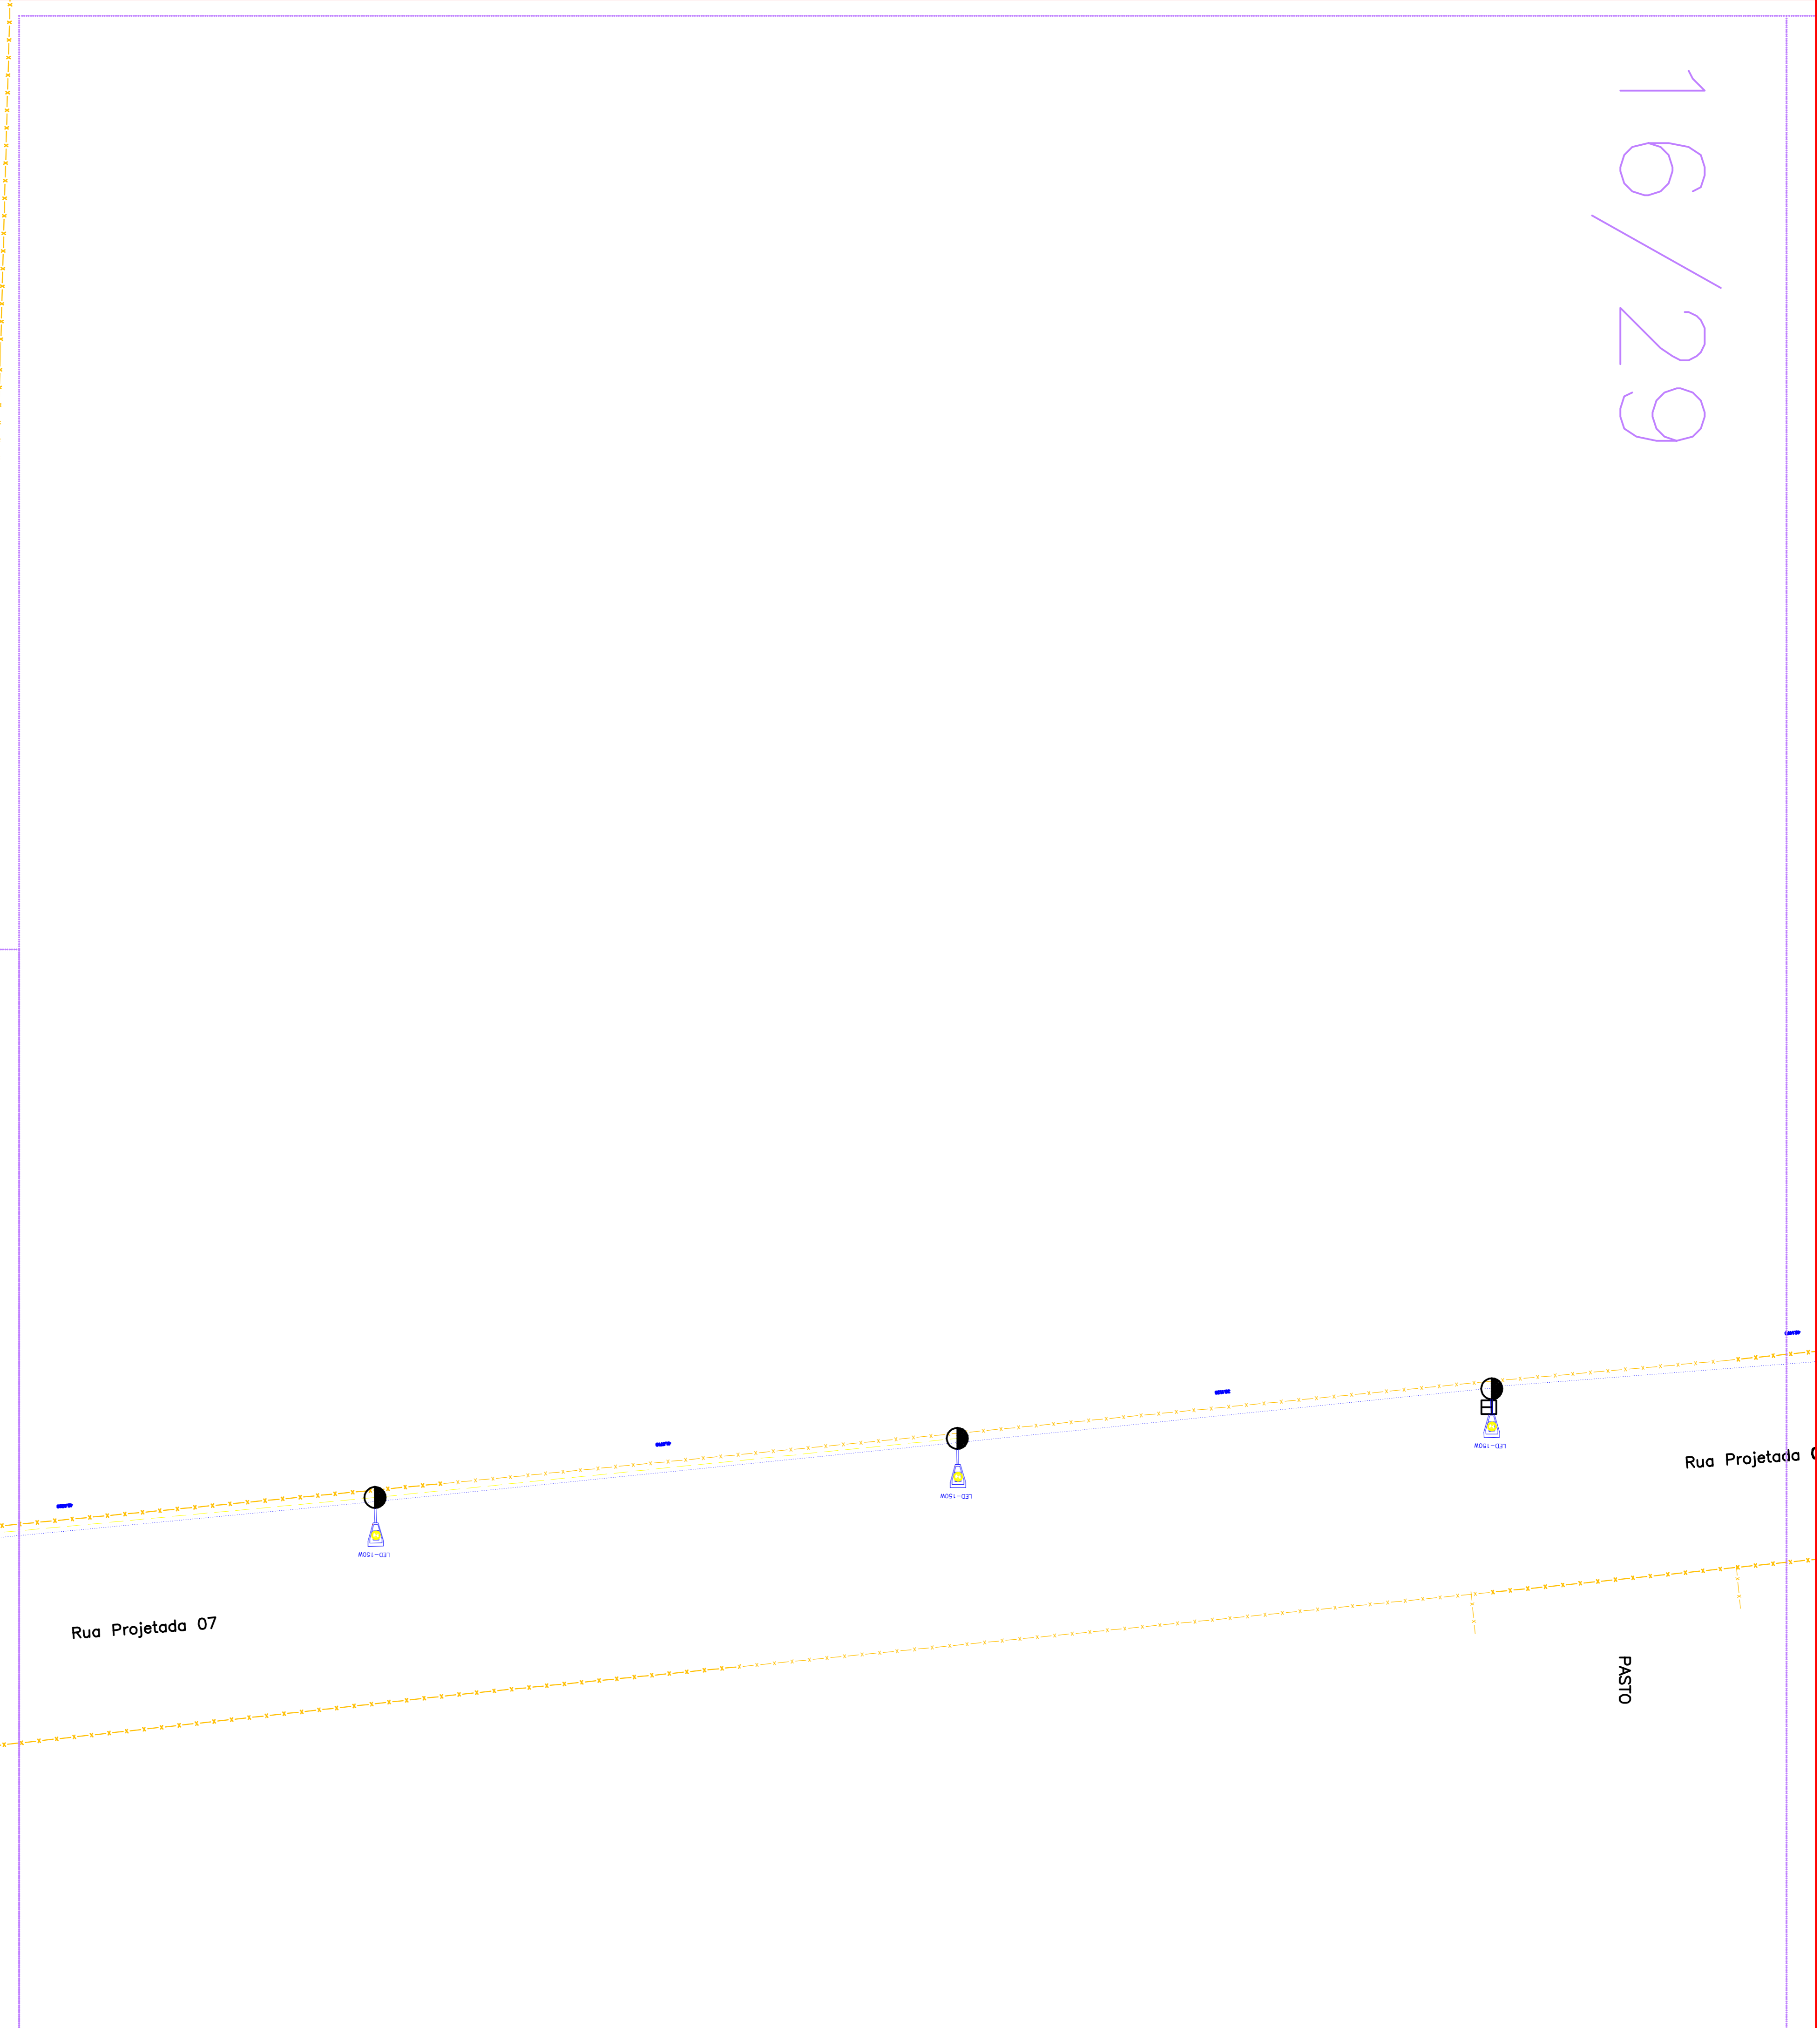 16/29
LED-150W
LED-150W
LED-150W
Rua Projetada
Rua Projetada 07
PASTO